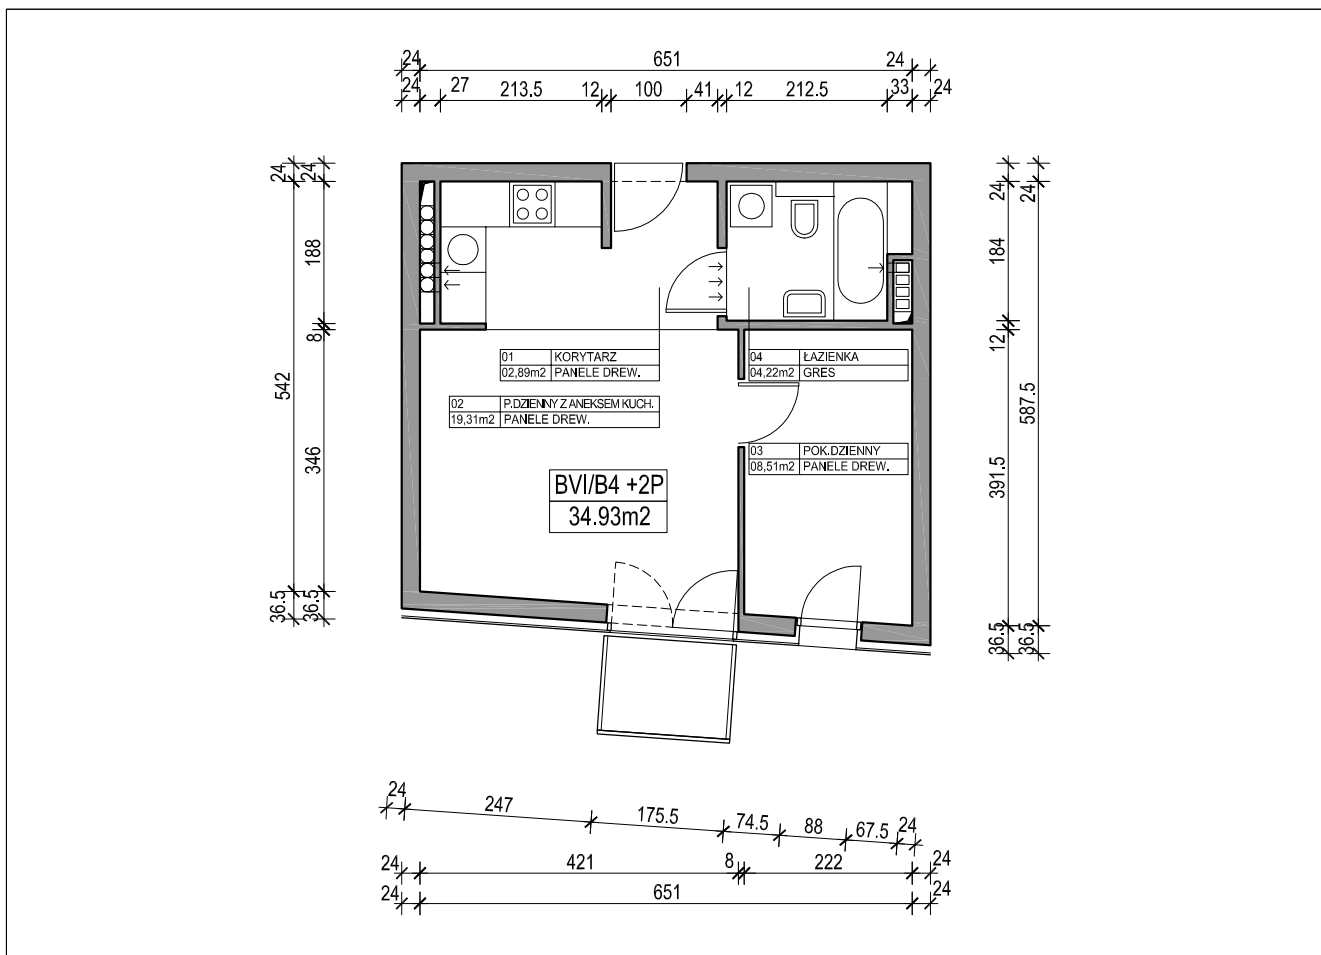 24 651 24
24 27 213.5 12 100 41 12 212.5 33 24
24 24
188
8
542
346
36.5 36.5
24 24
184
12
587.5
391.5
36.5 36.5
01 KORYTARZ
02,89m2 PANELE DREW.
04 ŁAZIENKA
04,22m2 GRES
02 P.DZIENNY Z ANEKSEM KUCH.
19,31m2 PANELE DREW.
03 POK.DZIENNY
08,51m2 PANELE DREW.
BVI/B4 +2P
34.93m2
24 247 175.5 74.5 88 67.5 24
24 421 8 222 24
24 651 24